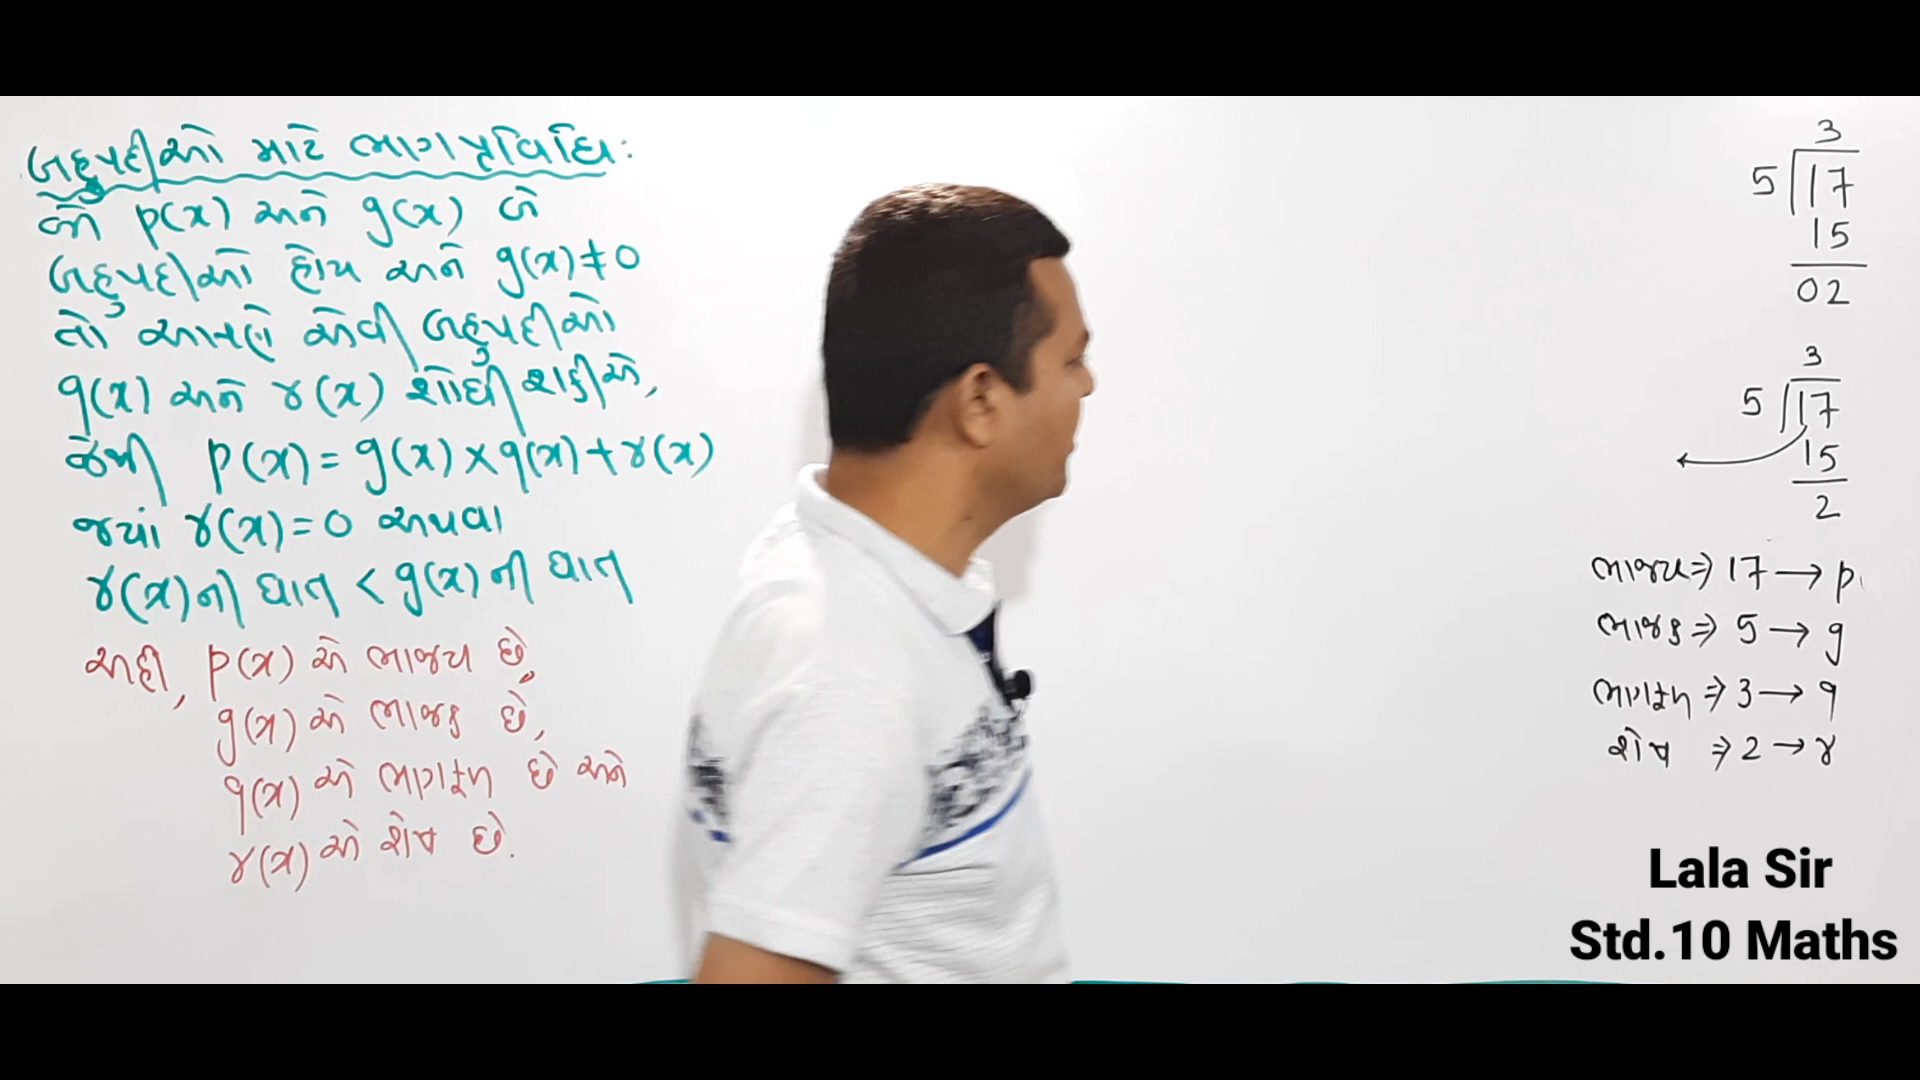 બહુપદીઓ માટે ભાગપ્રવિધિ:
જો p(x) અને g(x) બે
બહુપદીઓ હોય અને g(x)≠0
તો આપણે એવી બહુપદીઓ
q(x) અને r(x) શોધી શકીએ,
જેથી p(x)=g(x)×q(x)+r(x)
જ્યાં r(x)=0 અથવા
r(x)ની ઘાત < g(x)ની ઘાત
અહી, p(x) એ ભાજ્ય છે,
g(x) એ ભાજક છે,
q(x) એ ભાગફળ છે અને
r(x) એ શેષ છે.
3
5 17
15
02
3
5 17
15
2
ભાજ્ય⇒17→p
ભાજક⇒5→g
ભાગફળ⇒3→q
શેષ ⇒2→r
Lala Sir
Std.10 Maths